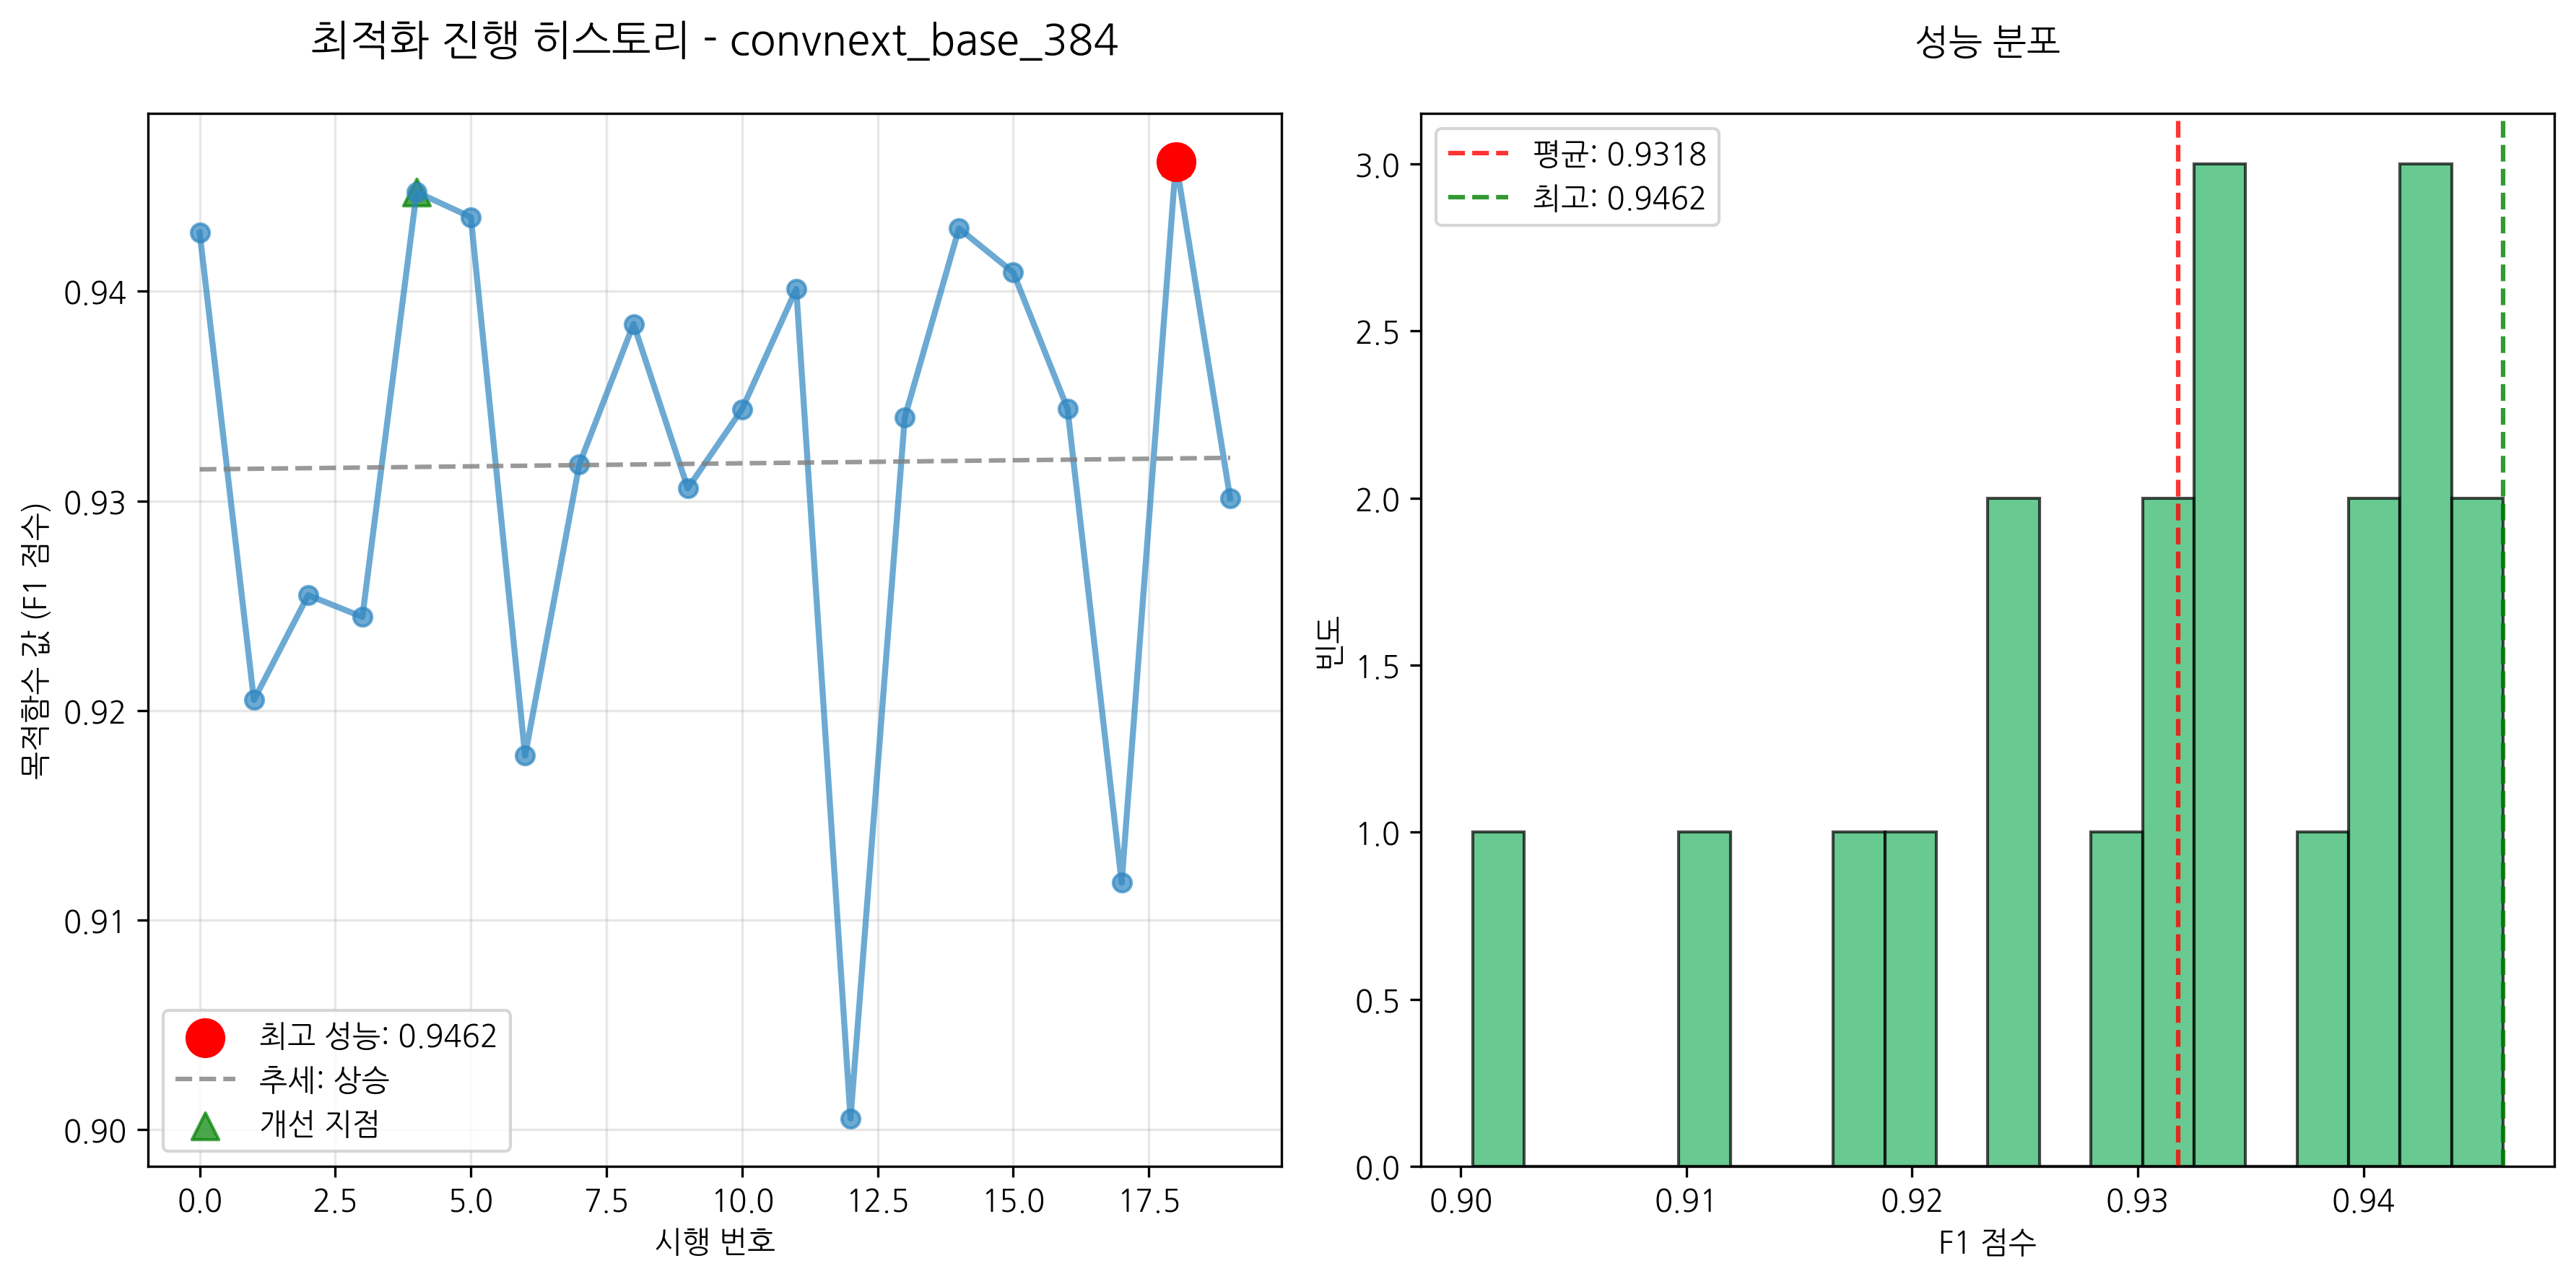 최적화 진행 히스토리 - convnext_base_384
목적함수 값 (F1 점수)
0.94
0.93
0.92
0.91
0.90
최고 성능: 0.9462
추세: 상승
개선 지점
0.0 2.5 5.0 7.5 10.0 12.5 15.0 17.5
시행 번호
성능 분포
평균: 0.9318
최고: 0.9462
빈도
3.0
2.5
2.0
1.5
1.0
0.5
0.0
0.90 0.91 0.92 0.93 0.94
F1 점수